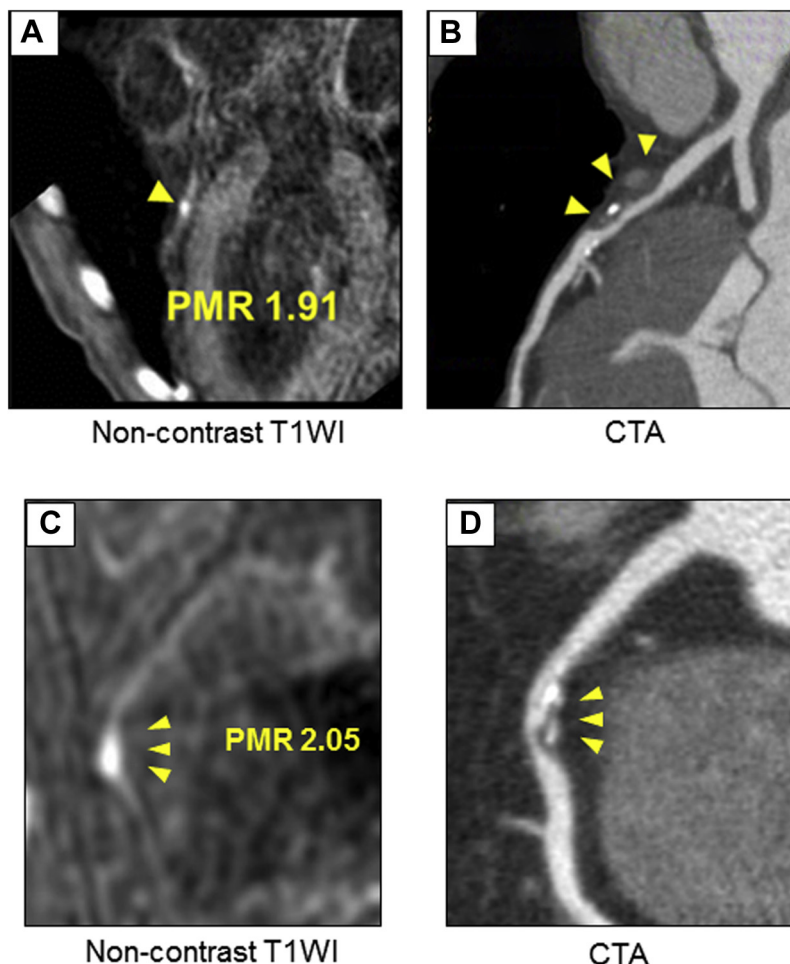 A
B
PMR 1.91
Non-contrast T1WI
CTA
C
D
PMR 2.05
Non-contrast T1WI
CTA